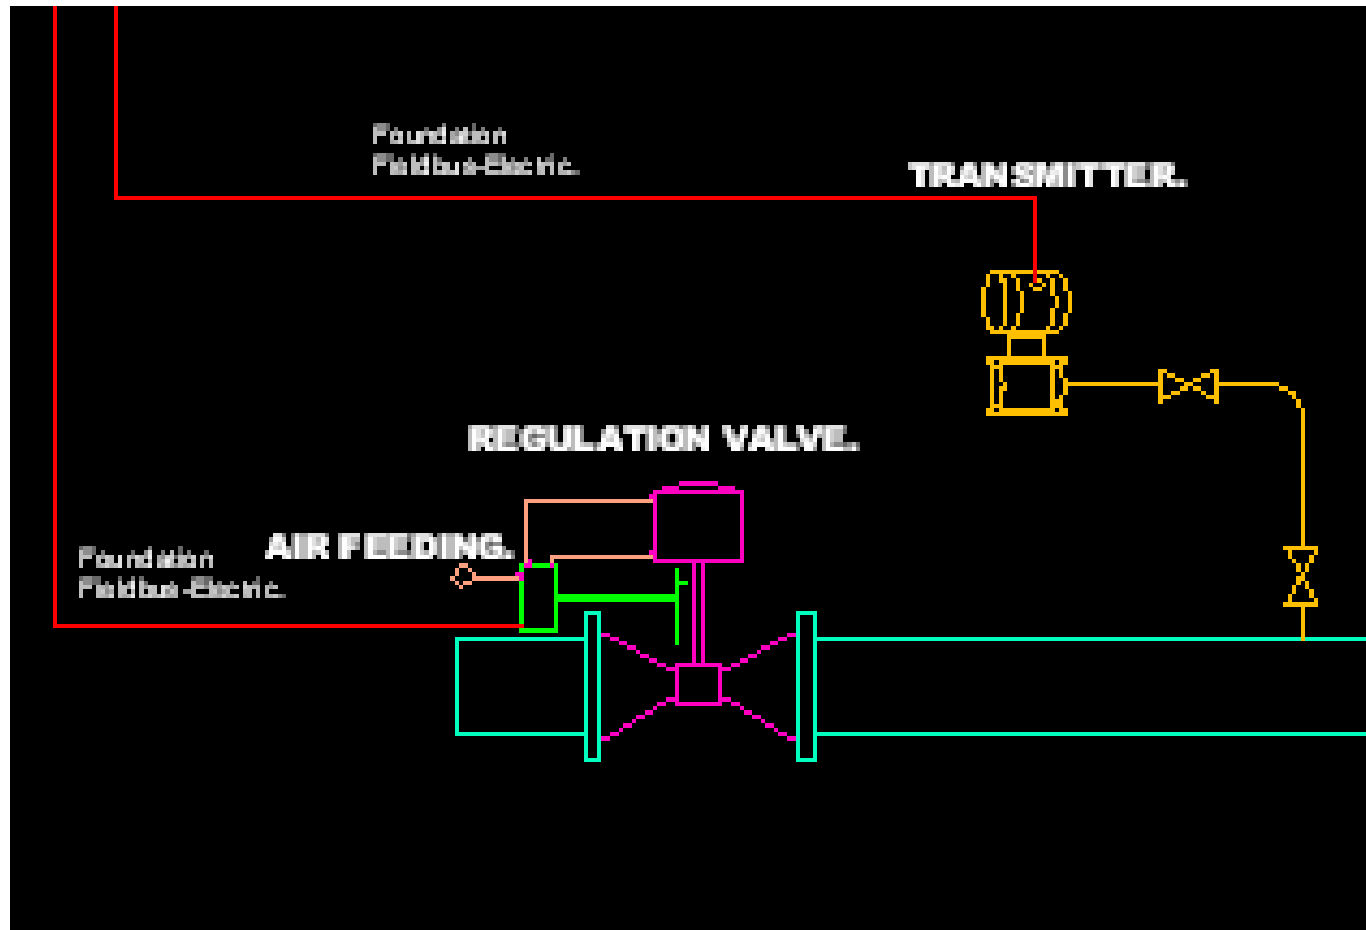 Foundation
Fieldbus-Electric.
TRANSMITTER.
REGULATION VALVE.
AIR FEEDING.
Foundation
Fieldbus-Electric.